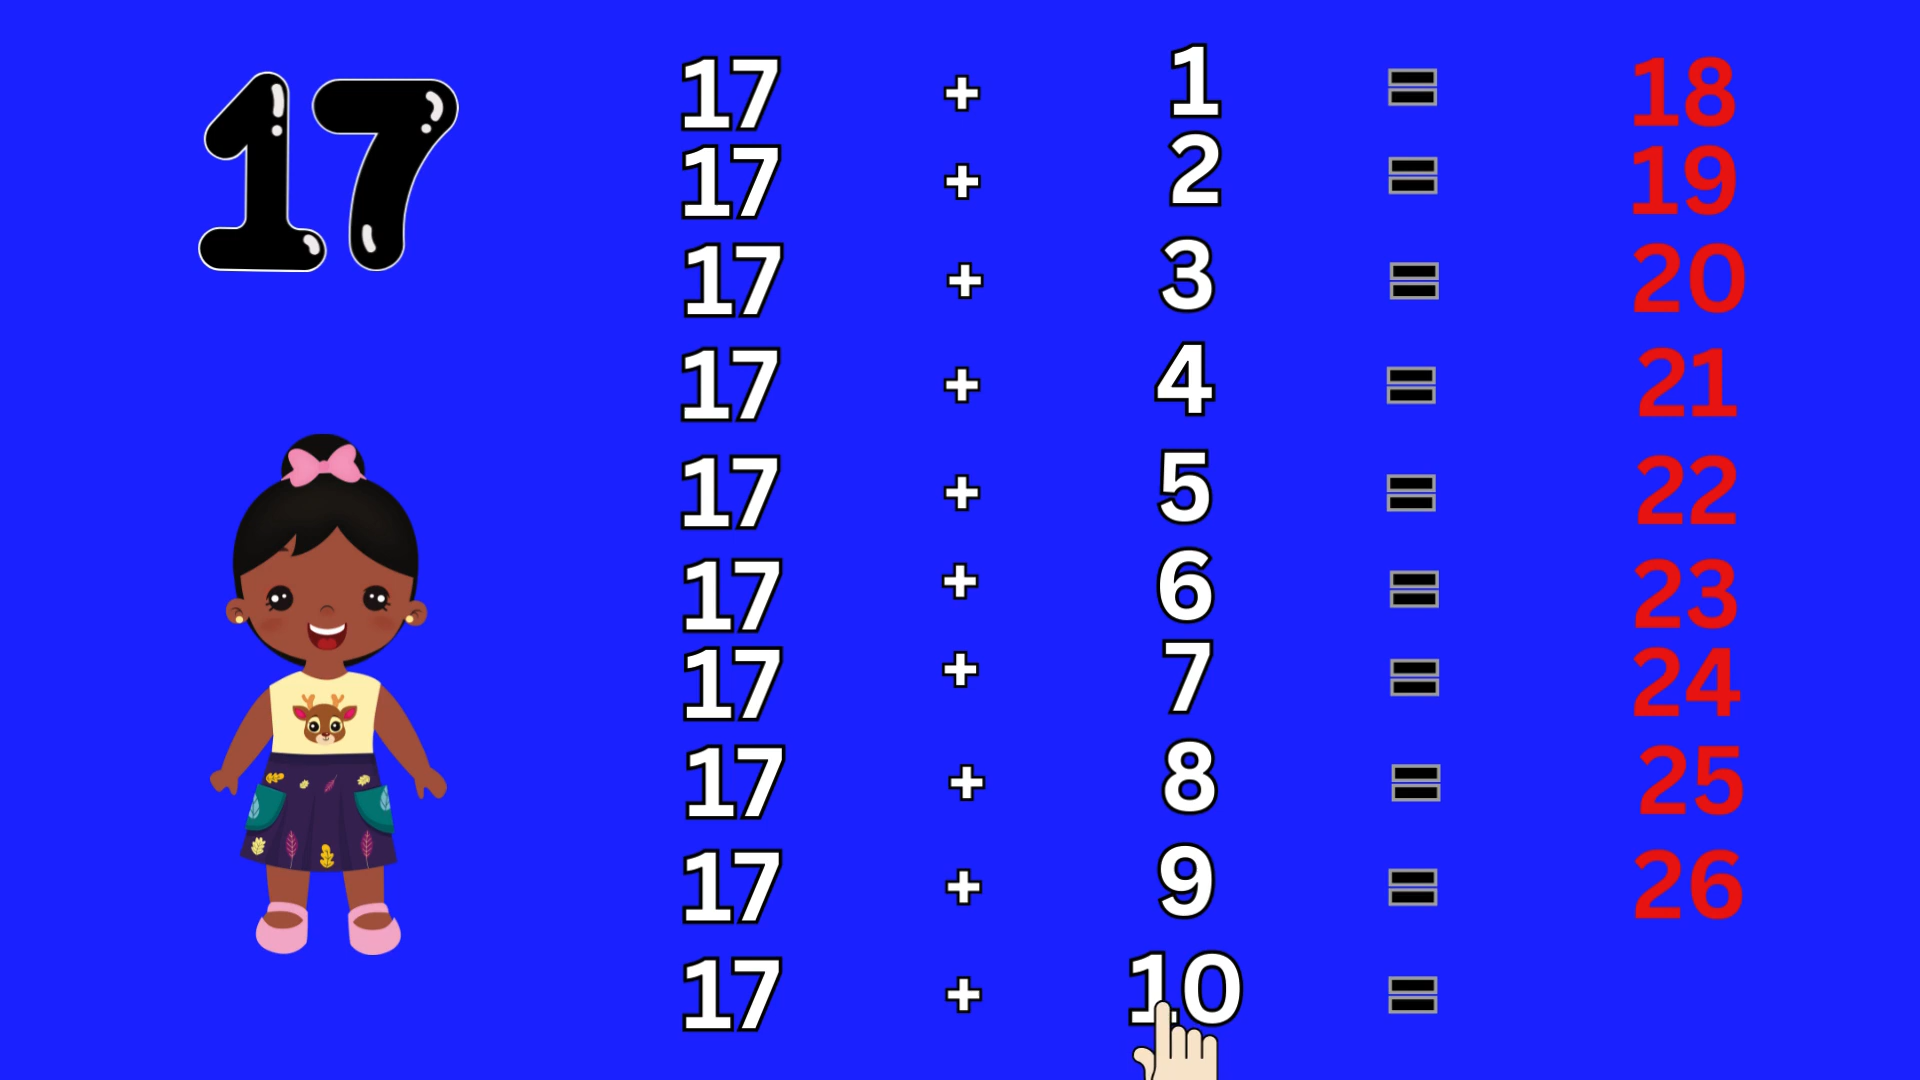 17
17 + 1 = 18
17 + 2 = 19
17 + 3 = 20
17 + 4 = 21
17 + 5 = 22
17 + 6 = 23
17 + 7 = 24
17 + 8 = 25
17 + 9 = 26
17 + 10 =